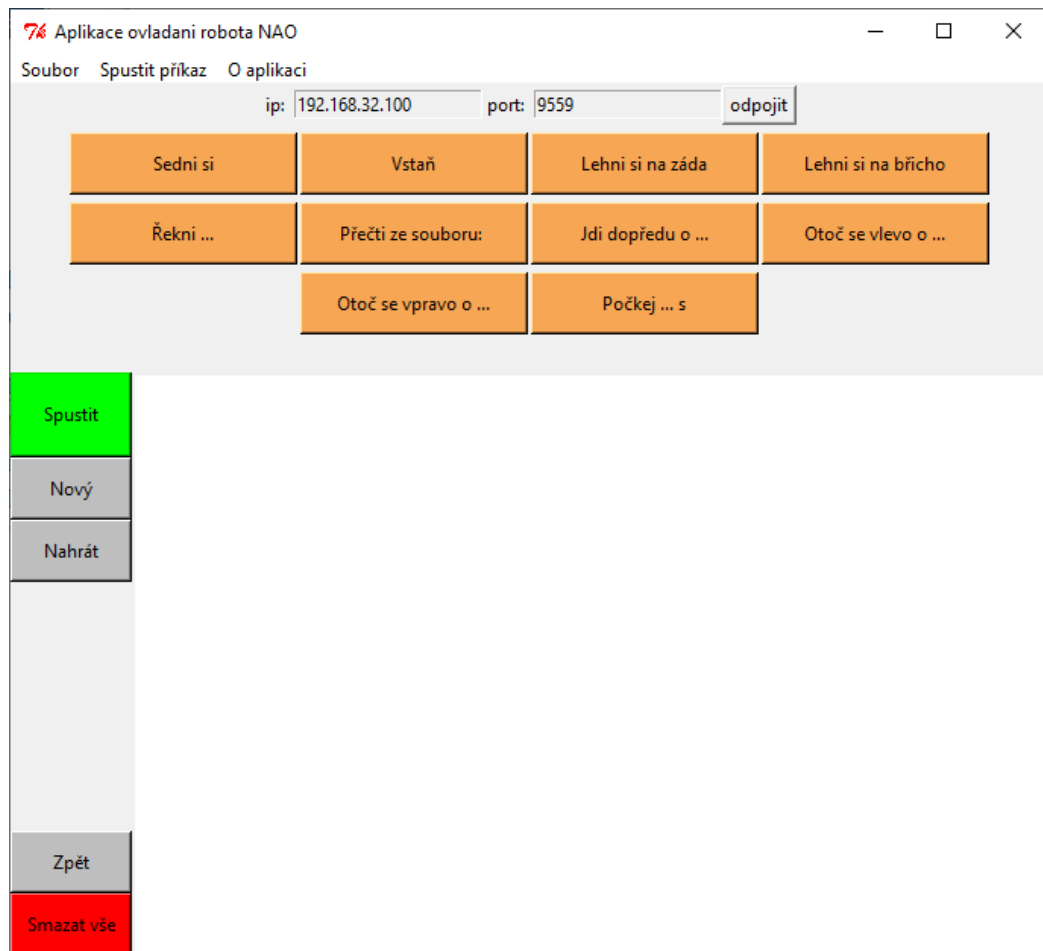 Aplikace ovladani robota NAO
Soubor Spustit příkaz O aplikaci
ip: 192.168.32.100 port: 9559 odpojit
Sedni si Vstaň Lehni si na záda Lehni si na břicho
Řekni ... Přečti ze souboru: Jdi dopředu o ... Otoč se vlevo o ...
Otoč se vpravo o ... Počkej ... s
Spustit
Nový
Nahrát
Zpět
Smazat vše